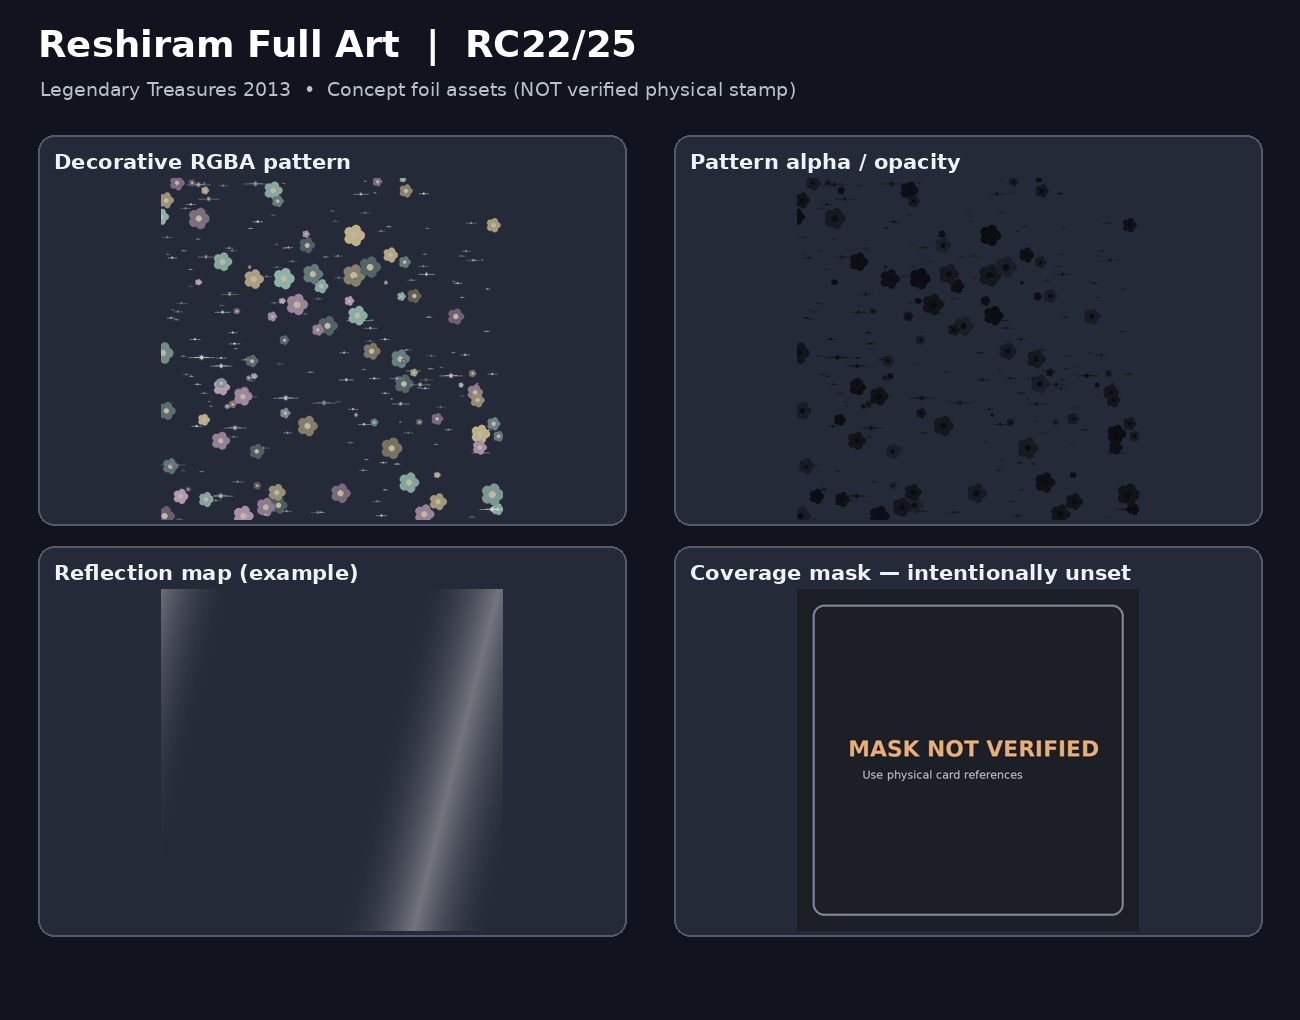 Reshiram Full Art | RC22/25
Legendary Treasures 2013 • Concept foil assets (NOT verified physical stamp)
Decorative RGBA pattern
Pattern alpha / opacity
Reflection map (example)
Coverage mask — intentionally unset
MASK NOT VERIFIED
Use physical card references